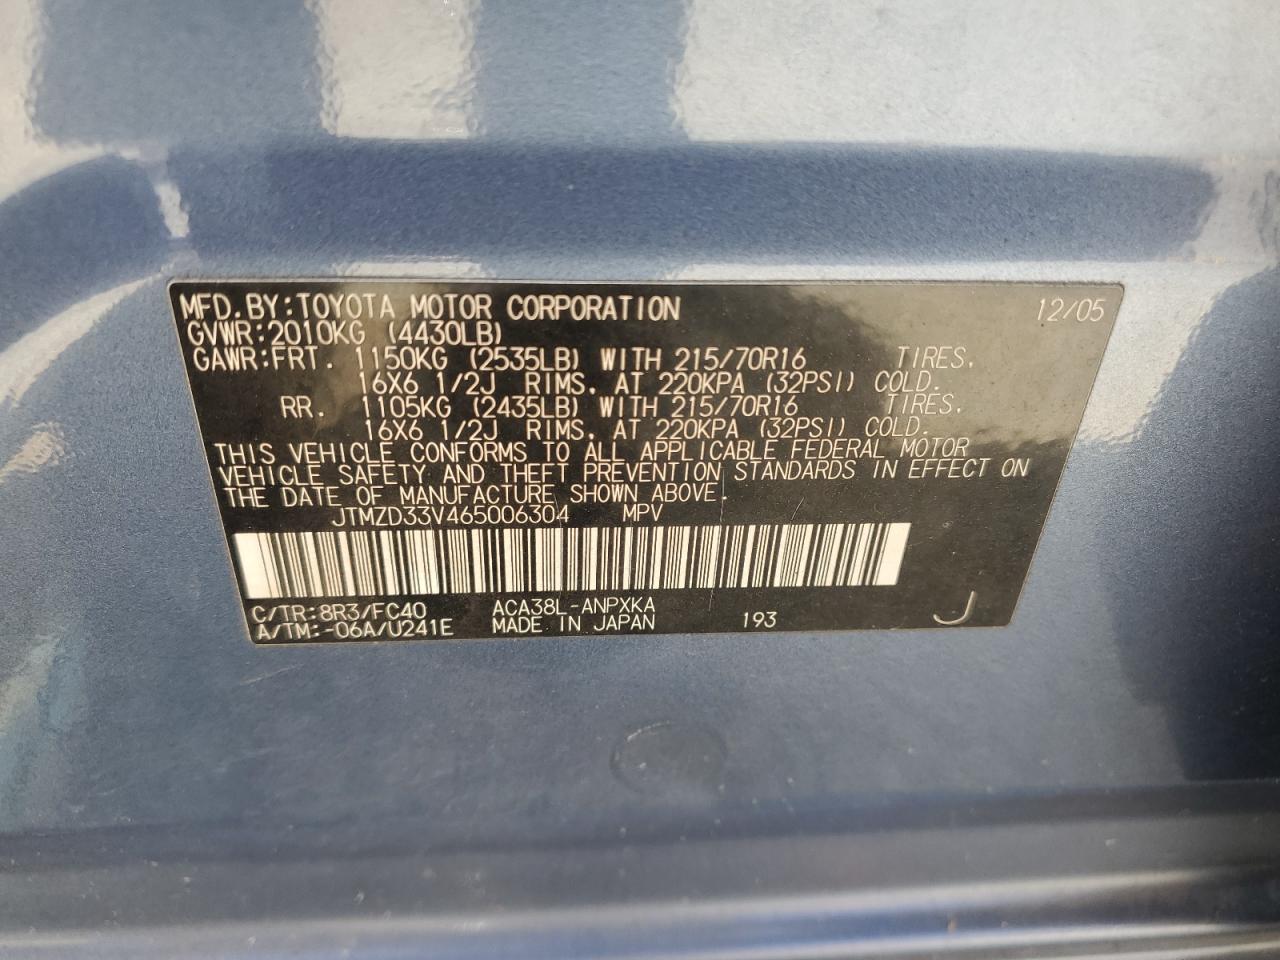 MFD.BY:TOYOTA MOTOR CORPORATION 12/05
GVWR:2010KG (4430LB)
GAWR:FRT. 1150KG (2535LB) WITH 215/70R16 TIRES,
16X6 1/2J RIMS, AT 220KPA (32PSI) COLD.
RR. 1105KG (2435LB) WITH 215/70R16 TIRES,
16X6 1/2J RIMS, AT 220KPA (32PSI) COLD.
THIS VEHICLE CONFORMS TO ALL APPLICABLE FEDERAL MOTOR
VEHICLE SAFETY AND THEFT PREVENTION STANDARDS IN EFFECT ON
THE DATE OF MANUFACTURE SHOWN ABOVE.
JTMZD33V465006304 MPV
C/TR:8R3/FC40 ACA38L-ANPXKA
A/TM:-06A/U241E MADE IN JAPAN 193 J